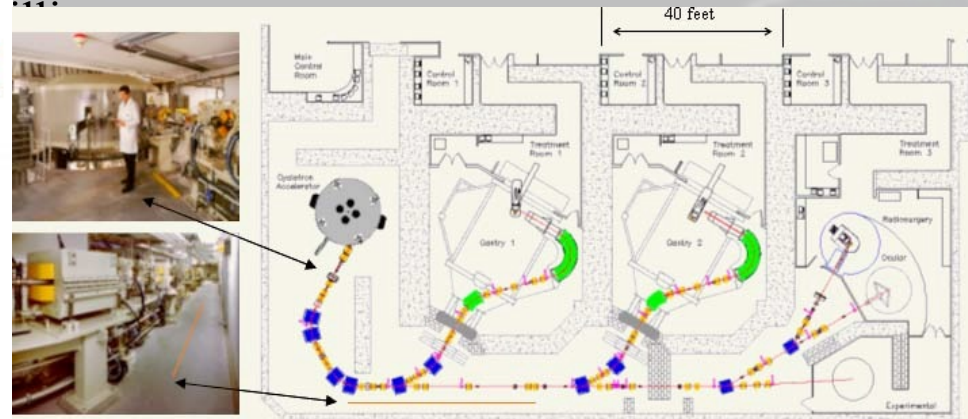 40 feet
Main
Control
Room
Control
Room 1
Control
Room 2
Control
Room 3
Treatment
Room 1
Treatment
Room 2
Treatment
Room 3
Cyclotron
Accelerator
Gantry 1
Gantry 2
Radiosurgery
Ocular
Experimental